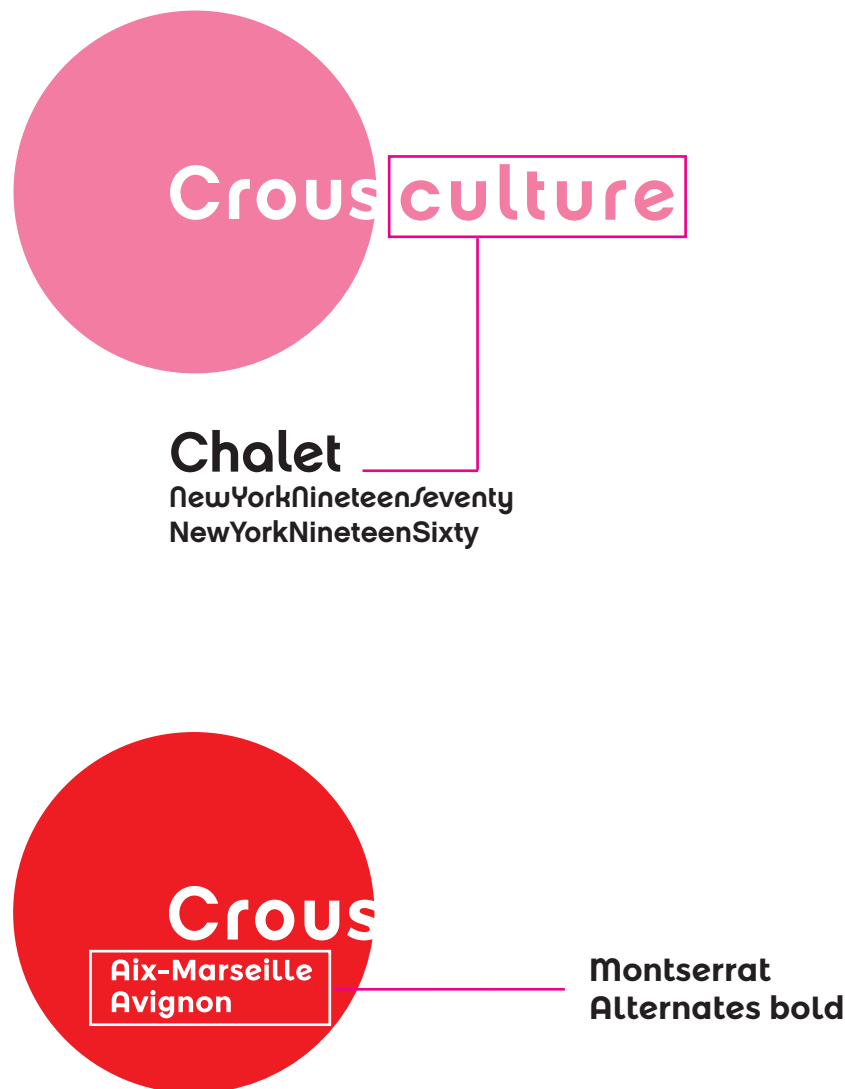 Crous culture
Chalet
NewYorkNineteenSeventy
NewYorkNineteenSixty
Crous
Aix-Marseille
Avignon
Montserrat
Alternates bold